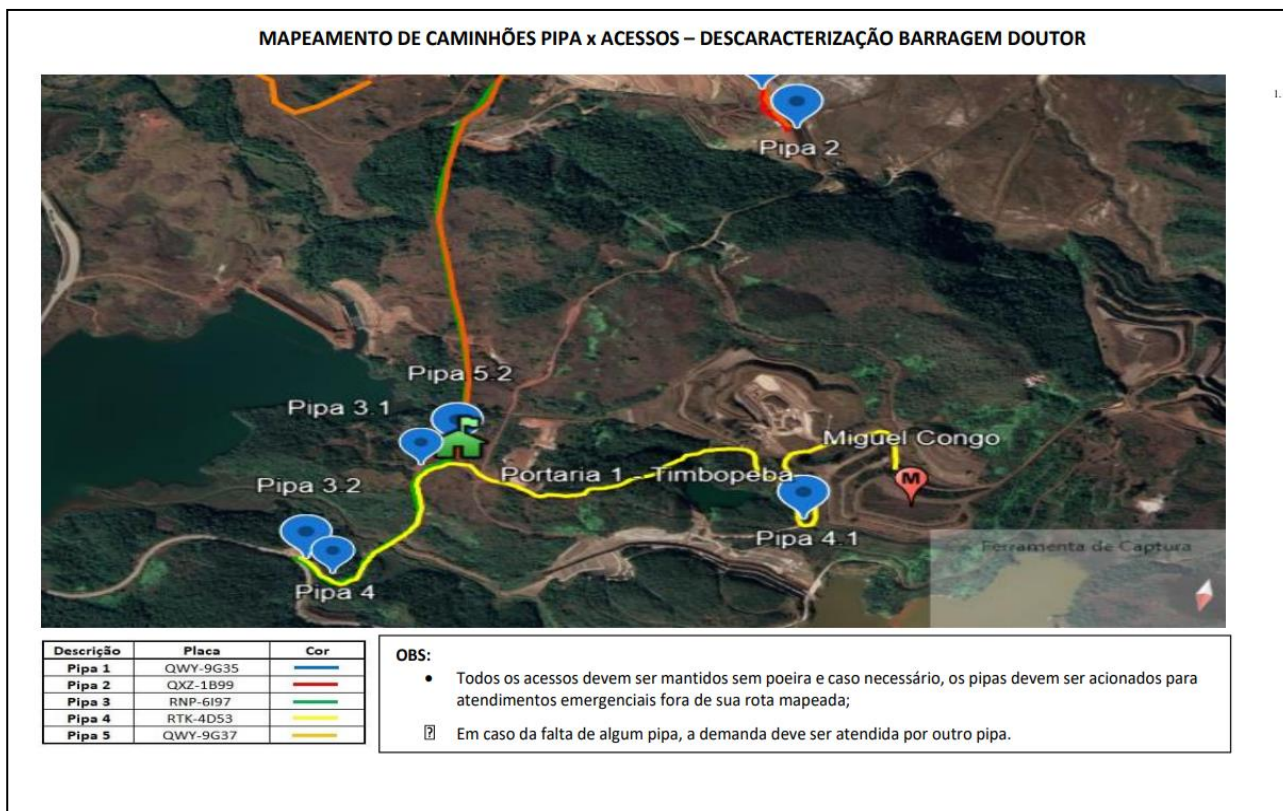 MAPEAMENTO DE CAMINHÕES PIPA x ACESSOS – DESCARACTERIZAÇÃO BARRAGEM DOUTOR
1.
Pipa 2
Pipa 5.2
Pipa 3.1
Miguel Congo
Portaria 1 - Timbopeba
M
Pipa 3.2
Pipa 4.1
Ferramenta de Captura
Pipa 4
Descrição Placa Cor
Pipa 1 QWY-9G35
Pipa 2 QXZ-1B99
Pipa 3 RNP-6I97
Pipa 4 RTK-4D53
Pipa 5 QWY-9G37
OBS:
• Todos os acessos devem ser mantidos sem poeira e caso necessário, os pipas devem ser acionados para
atendimentos emergenciais fora de sua rota mapeada;
⍰ Em caso da falta de algum pipa, a demanda deve ser atendida por outro pipa.